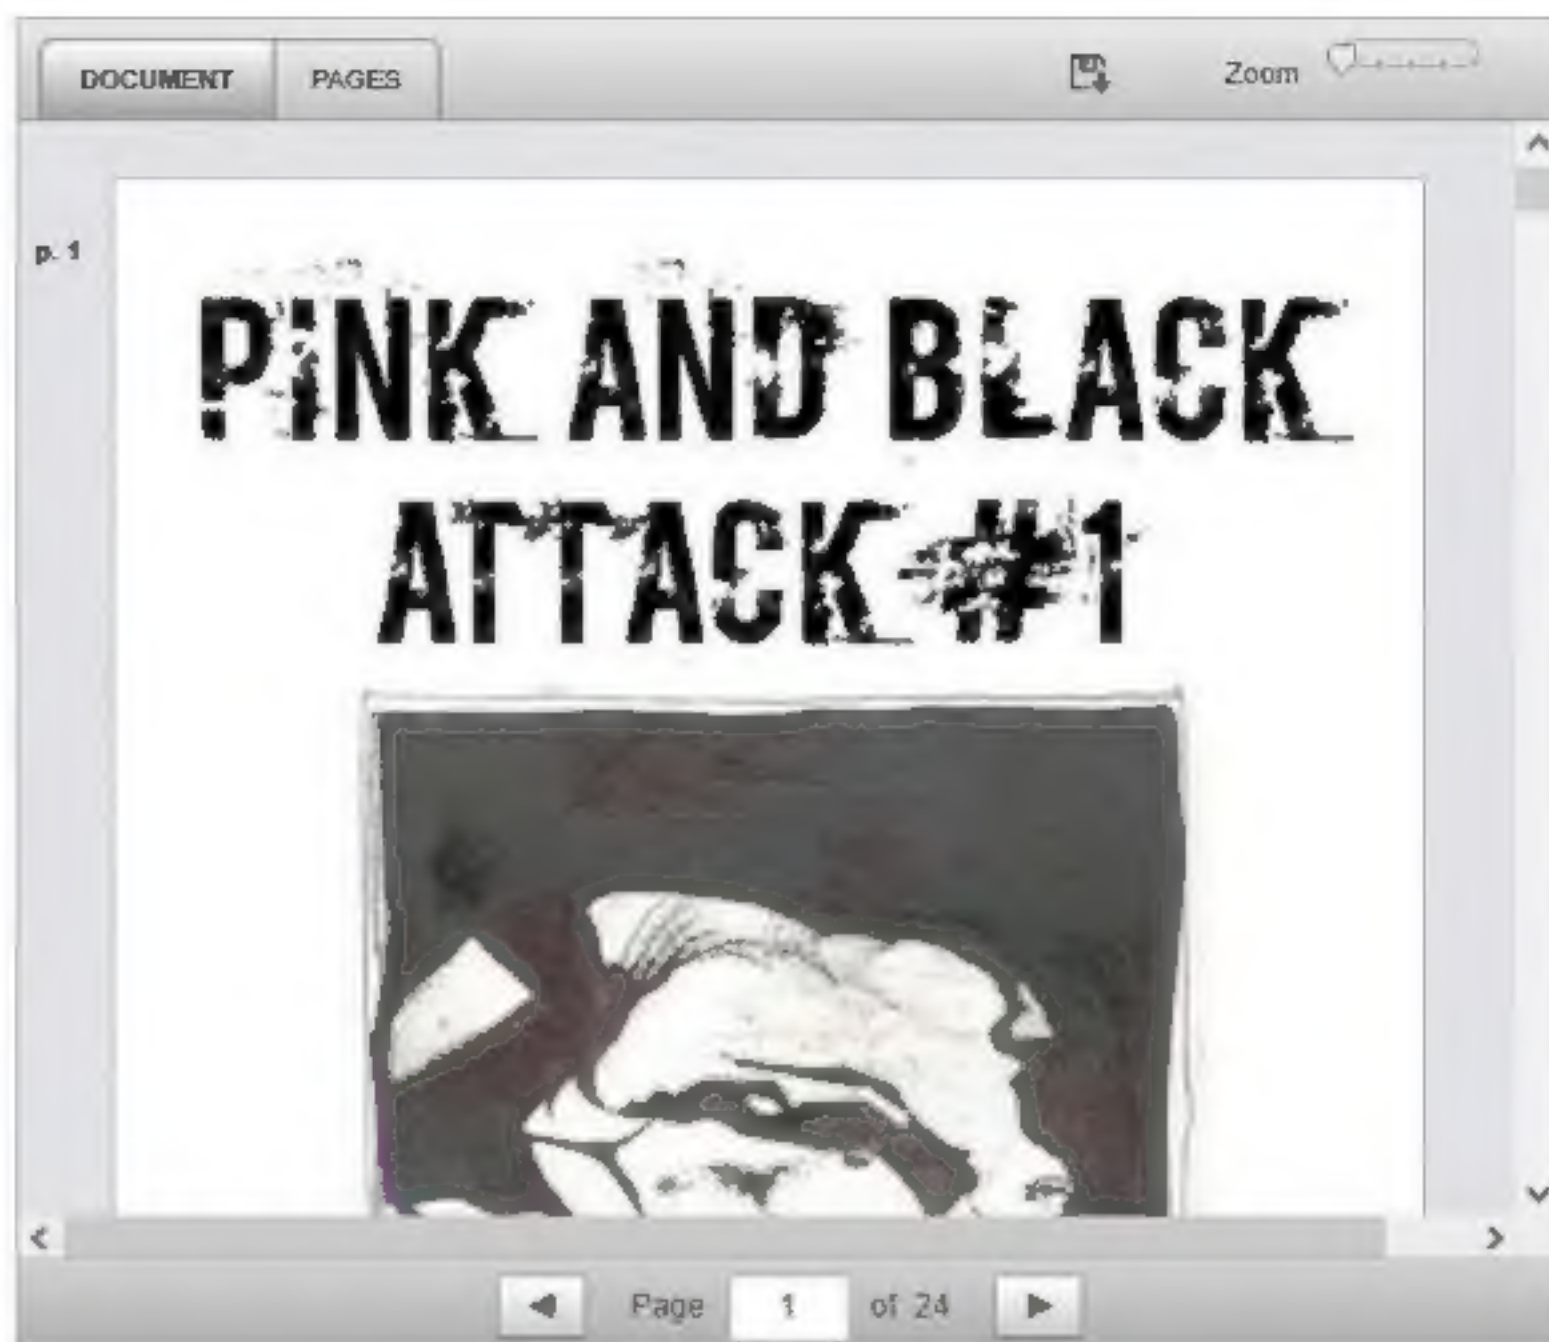 DOCUMENT PAGES Zoom
p. 1
PINK AND BLACK
ATTACK #1
Page 1 of 24